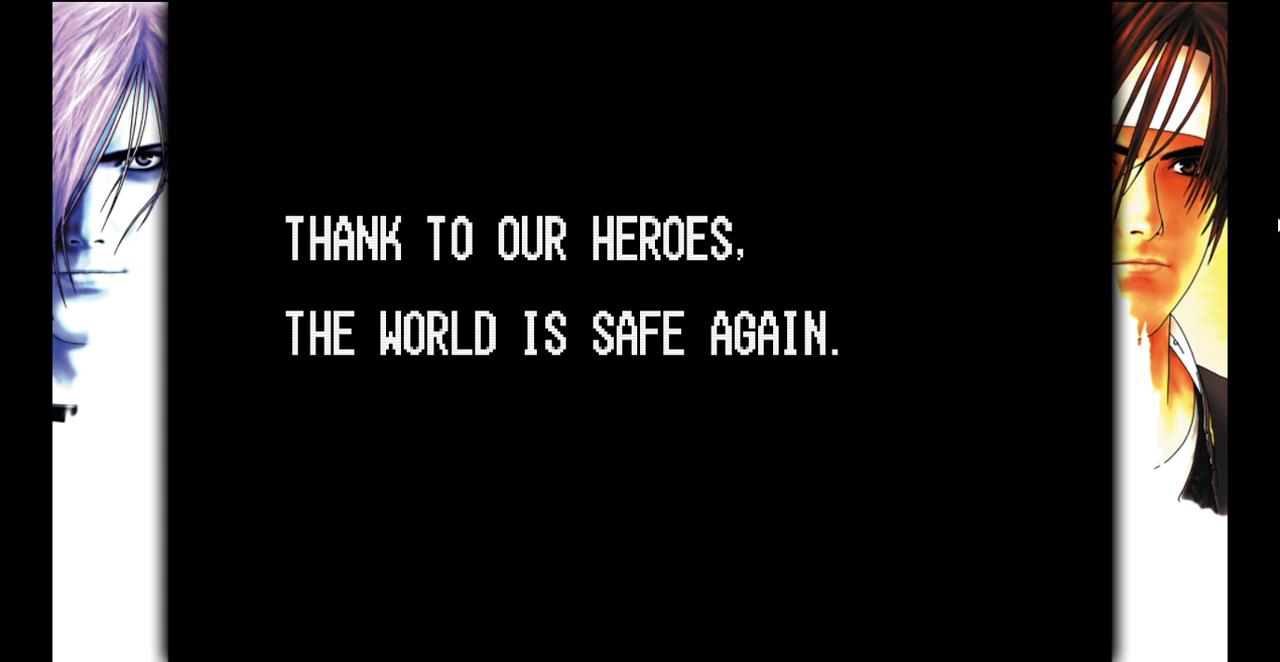 THANK TO OUR HEROES,
THE WORLD IS SAFE AGAIN.